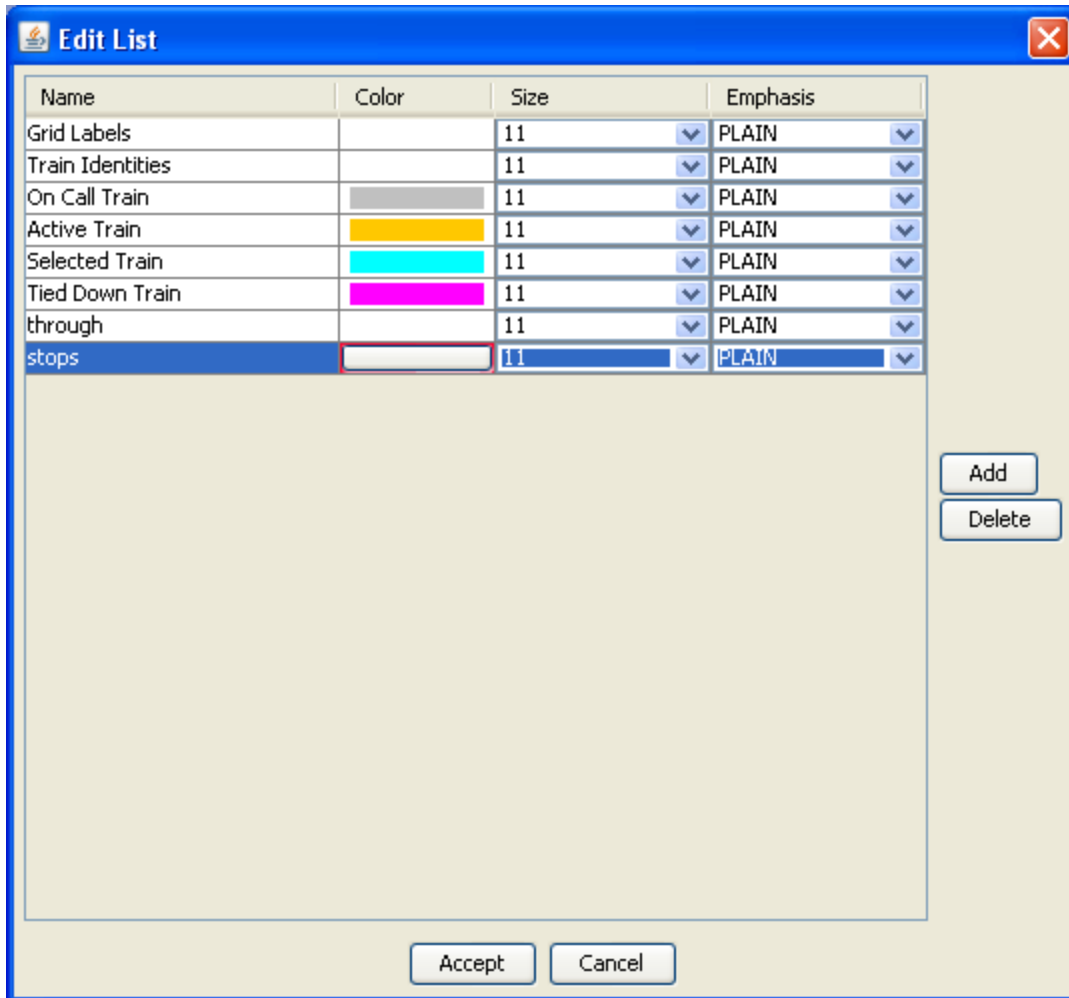 Edit List
Name Color Size Emphasis
Grid Labels 11 PLAIN
Train Identities 11 PLAIN
On Call Train 11 PLAIN
Active Train 11 PLAIN
Selected Train 11 PLAIN
Tied Down Train 11 PLAIN
through 11 PLAIN
stops 11 PLAIN
Add
Delete
Accept Cancel